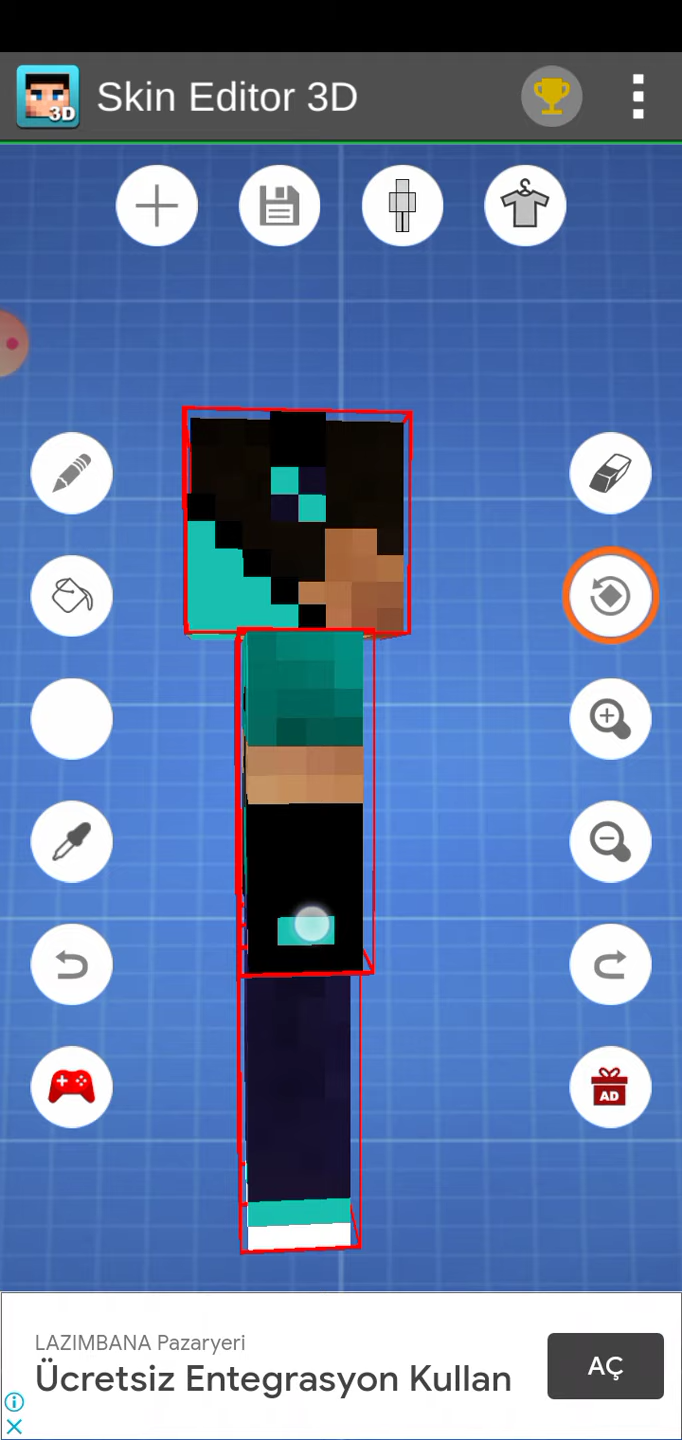 3D
Skin Editor 3D
AD
LAZIMBANA Pazaryeri
Ücretsiz Entegrasyon Kullan
AÇ